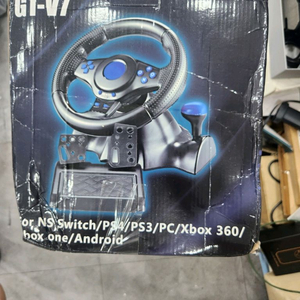 GT-V7
or NS Switch/PS4/PS3/PC/Xbox 360/
box one/Android